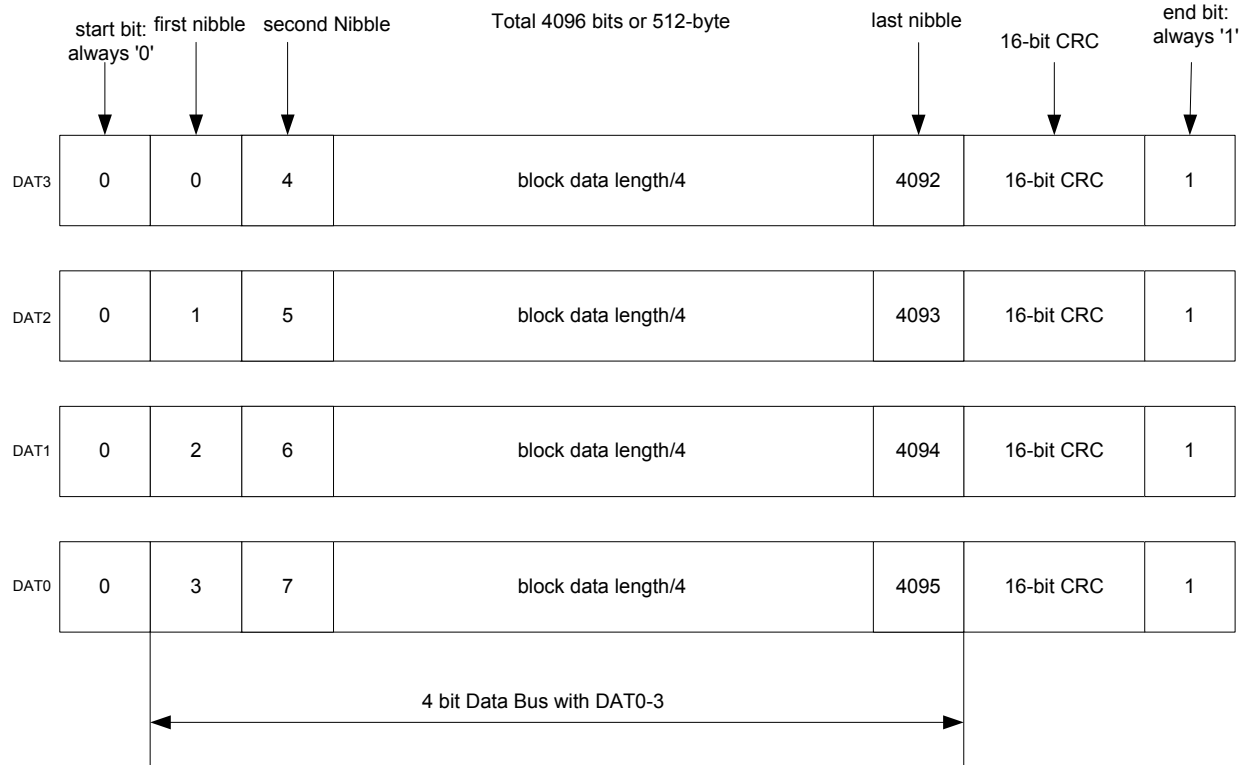 start bit:
always '0'
first nibble
second Nibble
Total 4096 bits or 512-byte
last nibble
16-bit CRC
end bit:
always '1'
DAT3 0 0 4 block data length/4 4092 16-bit CRC 1
DAT2 0 1 5 block data length/4 4093 16-bit CRC 1
DAT1 0 2 6 block data length/4 4094 16-bit CRC 1
DAT0 0 3 7 block data length/4 4095 16-bit CRC 1
4 bit Data Bus with DAT0-3